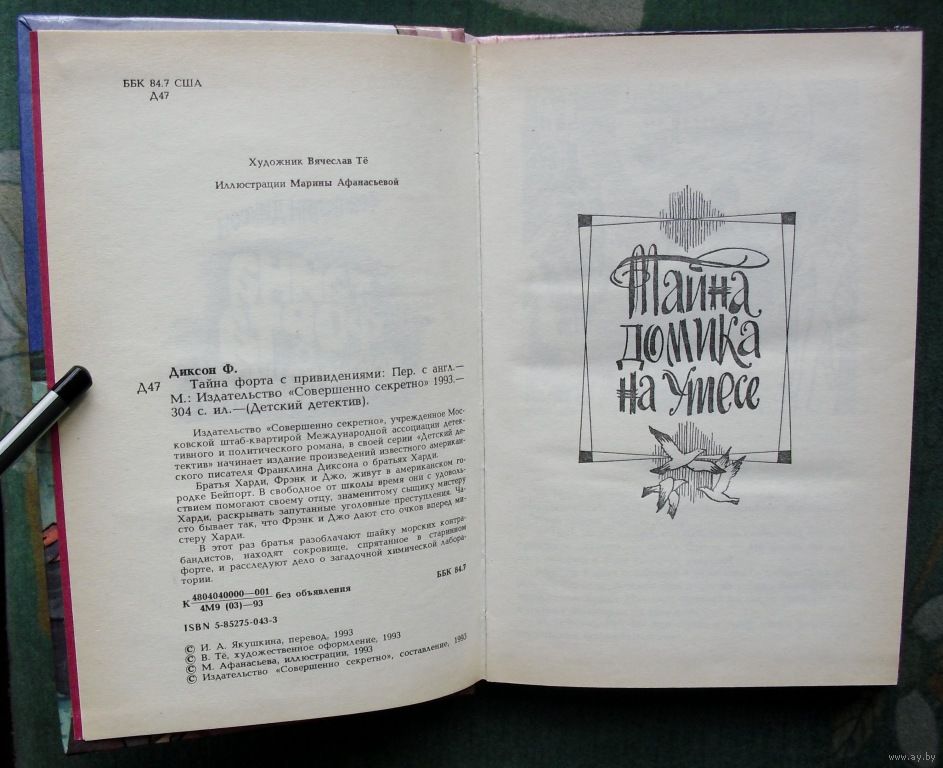 ББК 84.7 США
Д47
Художник Вячеслав Тё
Иллюстрации Марины Афанасьевой
Диксон Ф.
Д47 Тайна форта с привидениями: Пер. с англ.—
М.: Издательство «Совершенно секретно» 1993.—
304 с. ил.—(Детский детектив).
Издательство «Совершенно секретно», учрежденное Мос-
ковской штаб-квартирой Международной ассоциации детек-
тивного и политического романа, в своей серии «Детский де-
тектив» начинает издание произведений известного американ-
ского писателя Франклина Диксона о братьях Харди.
Братья Харди, Фрэнк и Джо, живут в американском го-
родке Бейпорт. В свободное от школы время они с удоволь-
ствием помогают своему отцу, знаменитому сыщику мистеру
Харди, раскрывать запутанные уголовные преступления. Ча-
сто бывает так, что Фрэнк и Джо дают сто очков вперед ми-
стеру Харди.
В этот раз братья разоблачают шайку морских контра-
бандистов, находят сокровище, спрятанное в старинном
форте, и расследуют дело о загадочной химической лабора-
тории.
ББК 84.7
К 4804040000—001
4М9 (03)—93 без объявления
ISBN 5-85275-043-3
© И. А. Якушкина, перевод, 1993
© В. Тё, художественное оформление, 1993
© М. Афанасьева, иллюстрации, 1993
© Издательство «Совершенно секретно», составление, 1993
Тайна
домика
на Утесе
www.ay.by